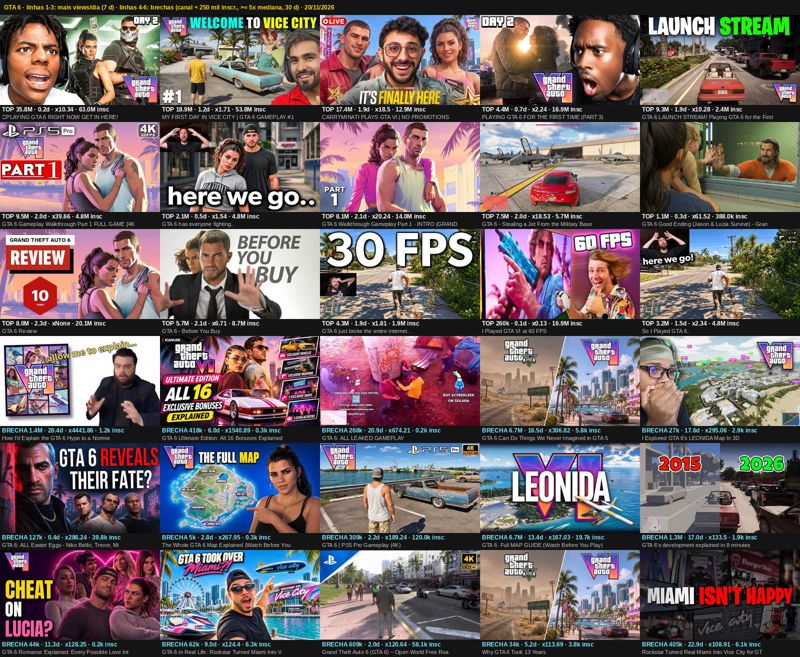 GTA 6 - linhas 1-3: mais views/dia (7 d) - linhas 4-6: brechas (canal < 250 mil inscr., >= 5x mediana, 30 d) - 20/11/2026
DAY 2
grand theft auto
TOP 35.8M - 0.2d - x10.34 - 63.0M insc
PLAYING GTA 6 RIGHT NOW GET IN HERE!
WELCOME TO VICE CITY
#1
TOP 18.9M - 1.2d - x1.71 - 53.8M insc
MY FIRST DAY IN VICE CITY | GTA 6 GAMEPLAY #1
LIVE
IT'S FINALLY HERE
TOP 17.4M - 1.9d - x18.5 - 12.9M insc
CARRYMINATI PLAYS GTA VI | NO PROMOTIONS
DAY 2
grand theft auto
TOP 4.4M - 0.7d - x2.24 - 16.9M insc
PLAYING GTA 6 FOR THE FIRST TIME (PART 3)
LAUNCH STREAM
TOP 9.3M - 1.9d - x10.28 - 2.4M insc
GTA 6 LAUNCH STREAM! Playing GTA 6 for the First
PS5 Pro
4K
PART 1
TOP 9.5M - 2.0d - x39.66 - 4.8M insc
GTA 6 Gameplay Walkthrough Part 1 FULL GAME [4K
here we go..
TOP 2.1M - 0.5d - x1.54 - 4.8M insc
GTA 6 has everyone fighting..
PART
1
TOP 8.1M - 2.1d - x20.24 - 14.0M insc
GTA 6 Walkthrough Gameplay Part 1 - INTRO (GRAND
TOP 7.5M - 2.0d - x18.53 - 5.7M insc
GTA 6 - Stealing a Jet From the Military Base
TOP 1.1M - 0.3d - x61.52 - 388.0k insc
GTA 6 Good Ending (Jason & Lucia Survive) - Gran
GRAND THEFT AUTO 6
REVIEW
10
TOP 8.0M - 2.3d - xNone - 20.1M insc
GTA 6 Review
BEFORE
YOU
BUY
TOP 5.7M - 2.1d - x6.71 - 8.7M insc
GTA 6 - Before You Buy
30 FPS
TOP 4.3M - 1.9d - x1.81 - 1.9M insc
GTA 6 just broke the entire internet.
60 FPS
TOP 260k - 0.1d - x0.13 - 16.9M insc
I Played GTA VI at 60 FPS
here we go!
TOP 3.2M - 1.5d - x2.34 - 4.8M insc
So I Played GTA 6.
allow me to explain...
grand theft auto
BRECHA 1.4M - 28.4d - x4441.86 - 1.2k insc
How I'd Explain the GTA 6 Hype to a Normie
grand theft auto
ULTIMATE EDITION
ALL 16
EXCLUSIVE BONUSES
EXPLAINED
BRECHA 418k - 6.0d - x1540.89 - 0.3k insc
GTA 6 Ultimate Edition: All 16 Bonuses Explained
BRECHA 268k - 20.9d - x674.21 - 0.2k insc
GTA 6: ALL LEAKED GAMEPLAY
grand theft auto
BRECHA 6.7M - 16.5d - x306.82 - 5.8k insc
GTA 6 Can Do Things We Never Imagined in GTA 5
BRECHA 27k - 17.6d - x295.06 - 2.9k insc
I Explored GTA 6's LEONIDA Map In 3D
GTA 6 REVEALS
THEIR FATE?
BRECHA 127k - 0.4d - x286.24 - 39.8k insc
GTA 6: ALL Easter Eggs - Niko Bellic, Trevor, Mi
THE FULL MAP
BRECHA 5k - 2.8d - x267.95 - 0.3k insc
The Whole GTA 6 Map Explained (Watch Before You
PS5 Pro
4K
BRECHA 309k - 2.2d - x189.24 - 120.0k insc
GTA 6 | PS5 Pro Gameplay (4K)
VI
LEONIDA
BRECHA 6.7M - 13.4d - x167.03 - 19.7k insc
GTA 6: Full MAP GUIDE (Watch Before You Play)
2015
2026
BRECHA 1.3M - 17.0d - x133.5 - 1.9k insc
GTA 6's development explained in 8 minutes
CHEAT
ON
LUCIA?
BRECHA 44k - 11.3d - x128.25 - 0.2k insc
GTA 6 Romance Explained: Every Possible Love Int
GTA 6 TOOK OVER
Miami?!
Vice City
BRECHA 62k - 9.0d - x124.4 - 6.3k insc
GTA 6 in Real Life: Rockstar Turned Miami Into V
4K
BRECHA 609k - 2.0d - x120.64 - 58.1k insc
Grand Theft Auto 6 (GTA 6) – Open World Free Roa
grand theft auto
BRECHA 34k - 5.2d - x113.69 - 3.8k insc
Why GTA 6 Took 13 Years
MIAMI ISN'T HAPPY
BRECHA 405k - 22.9d - x108.91 - 6.1k insc
Rockstar Turned Real Miami Into Vice City for GT